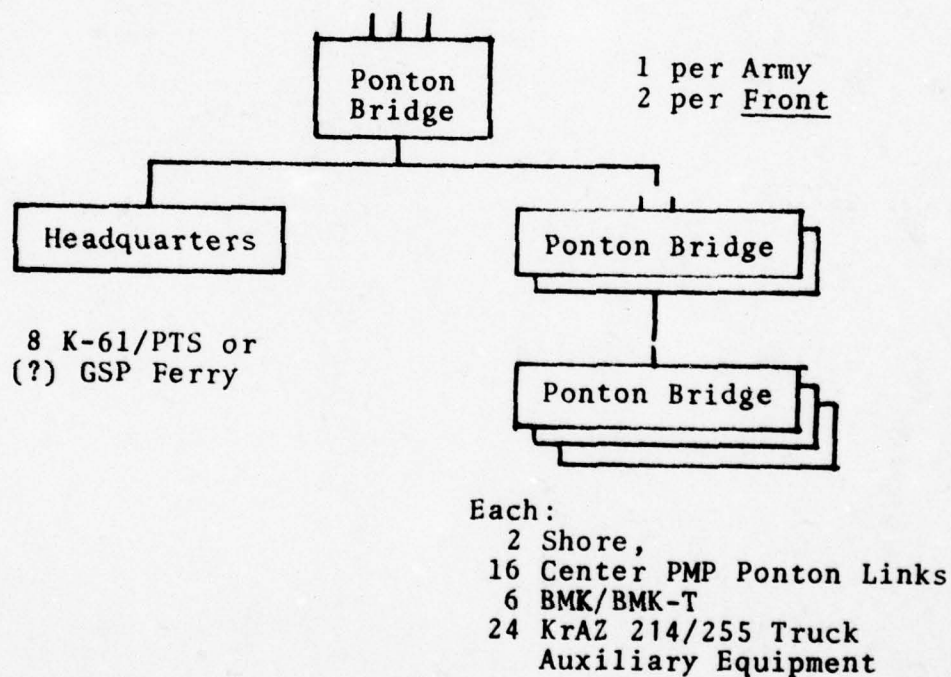 Ponton
Bridge
1 per Army
2 per Front
Headquarters
Ponton Bridge
8 K-61/PTS or
(?) GSP Ferry
Ponton Bridge
Each:
2 Shore,
16 Center PMP Ponton Links
6 BMK/BMK-T
24 KrAZ 214/255 Truck
Auxiliary Equipment